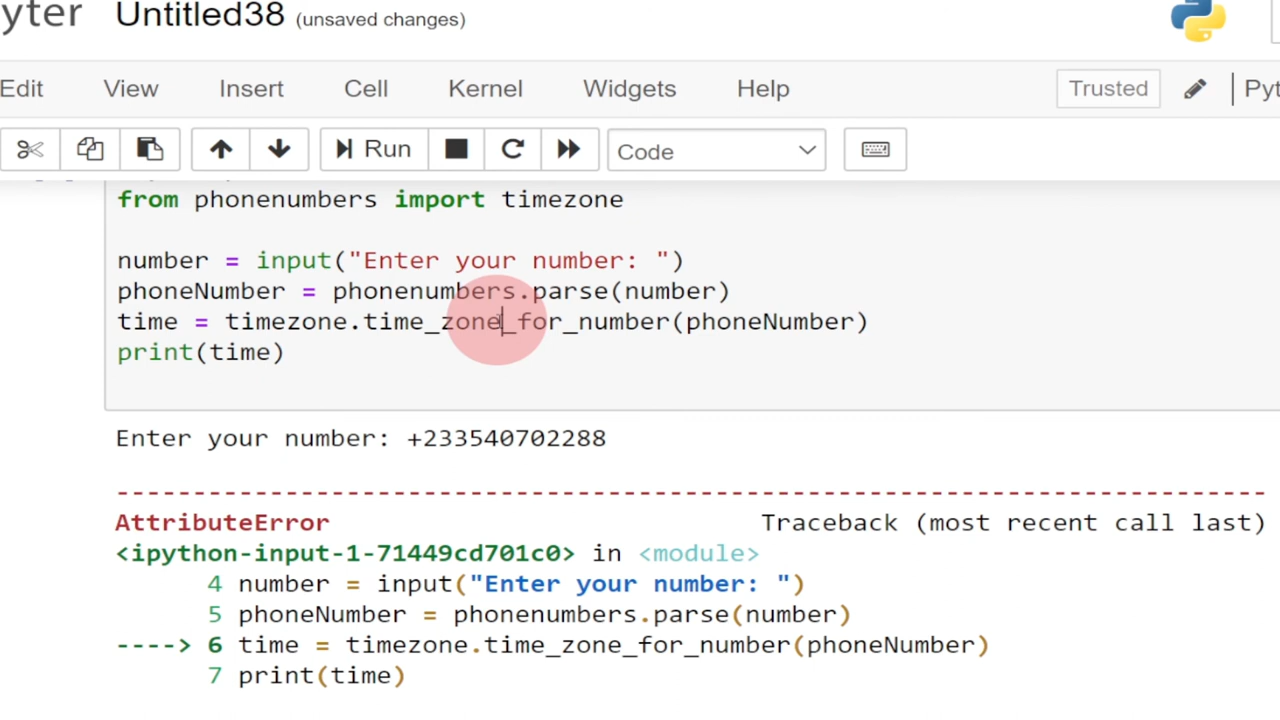 yter Untitled38 (unsaved changes)
Edit View Insert Cell Kernel Widgets Help Trusted Pyt
Run Code
from phonenumbers import timezone
number = input("Enter your number: ")
phoneNumber = phonenumbers.parse(number)
time = timezone.time_zone_for_number(phoneNumber)
print(time)
Enter your number: +233540702288
---------------------------------------------------------------------------
AttributeError Traceback (most recent call last)
<ipython-input-1-71449cd701c0> in <module>
4 number = input("Enter your number: ")
5 phoneNumber = phonenumbers.parse(number)
----> 6 time = timezone.time_zone_for_number(phoneNumber)
7 print(time)